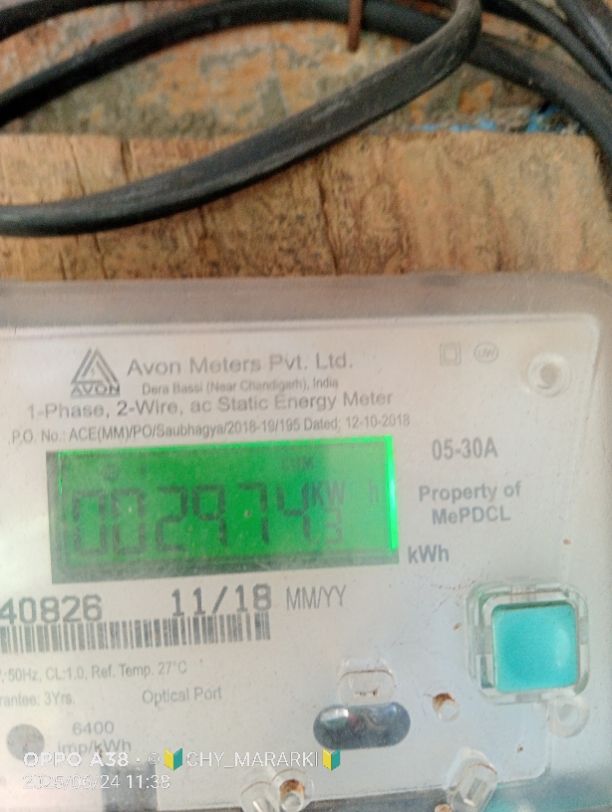 AVON
Avon Meters Pvt. Ltd.
Dera Bassi (Near Chandigarh), India
1-Phase, 2-Wire, ac Static Energy Meter
P.O. No.: ACE(MM)/PO/Saubhagya/2018-19/195 Dated; 12-10-2018
05-30A
Property of
MePDCL
CUM
002974 KWh
kWh
40826 11/18 MM/YY
50Hz, CL:1.0, Ref. Temp. 27°C
3Yrs. Optical Port
6400
imp/kWh
OPPO A38 · ©🔰CHY_MARARKI🔰
2025/06/24 11:38